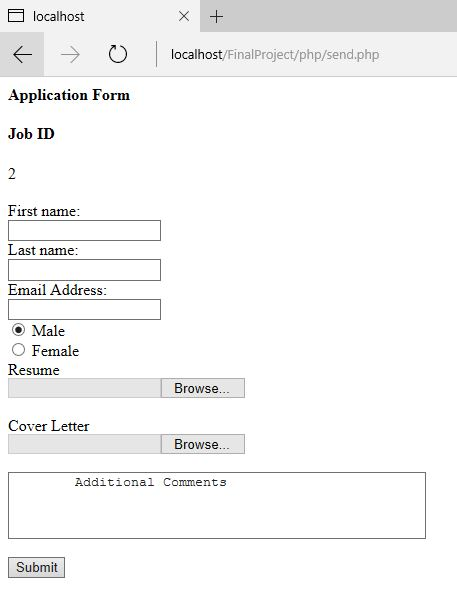 localhost
localhost/FinalProject/php/send.php
Application Form
Job ID
2
First name:
Last name:
Email Address:
Male
Female
Resume
Browse...
Cover Letter
Browse...
Additional Comments
Submit